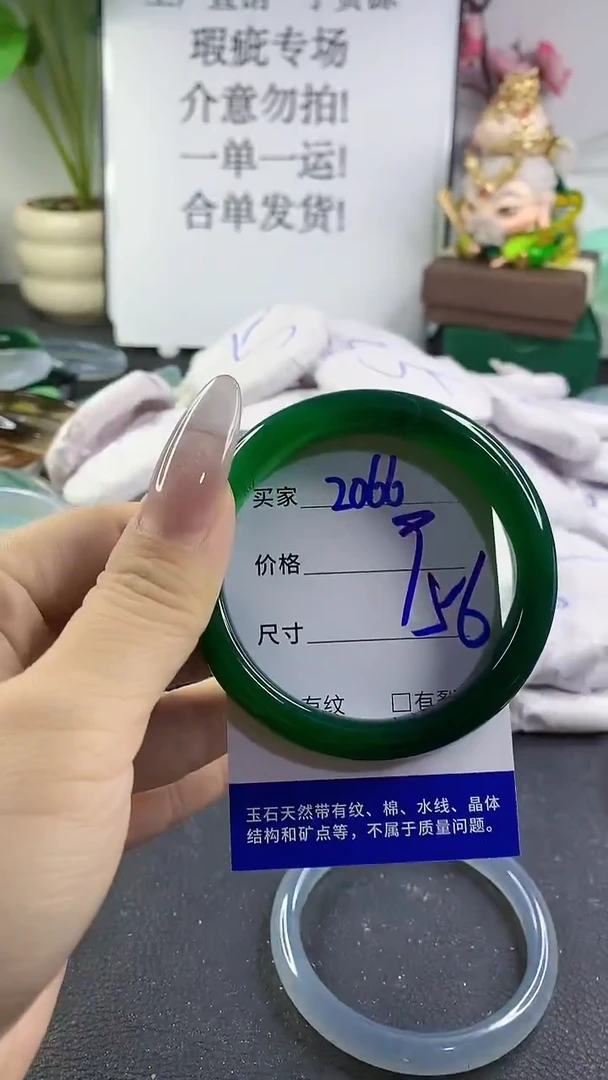 瑕疵专场
介意勿拍!
一单一运!
合单发货!
买家 2066
价格
尺寸 56
有纹 □有裂
玉石天然带有纹、棉、水线、晶体
结构和矿点等，不属于质量问题。